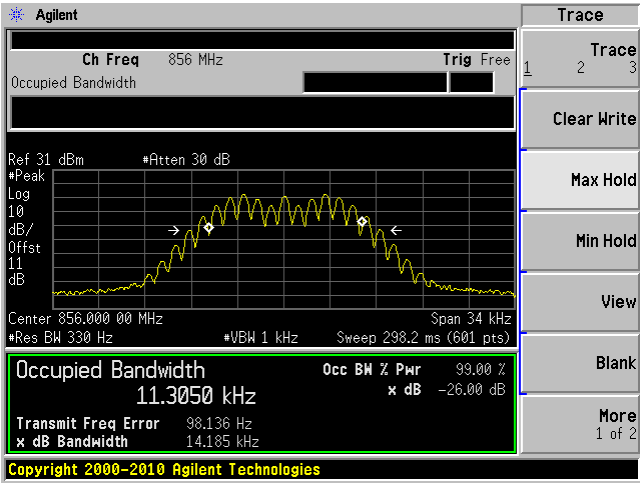 Agilent
Trace
Ch Freq 856 MHz Trig Free
Occupied Bandwidth
Trace
1 2 3
Clear Write
Max Hold
Min Hold
View
Blank
More
1 of 2
Ref 31 dBm #Atten 30 dB
#Peak
Log
10
dB/
Offst
11
dB
Center 856.000 00 MHz Span 34 kHz
#Res BW 330 Hz #VBW 1 kHz Sweep 298.2 ms (601 pts)
Occupied Bandwidth Occ BW % Pwr 99.00 %
11.3050 kHz x dB -26.00 dB
Transmit Freq Error 98.136 Hz
x dB Bandwidth 14.185 kHz
Copyright 2000-2010 Agilent Technologies